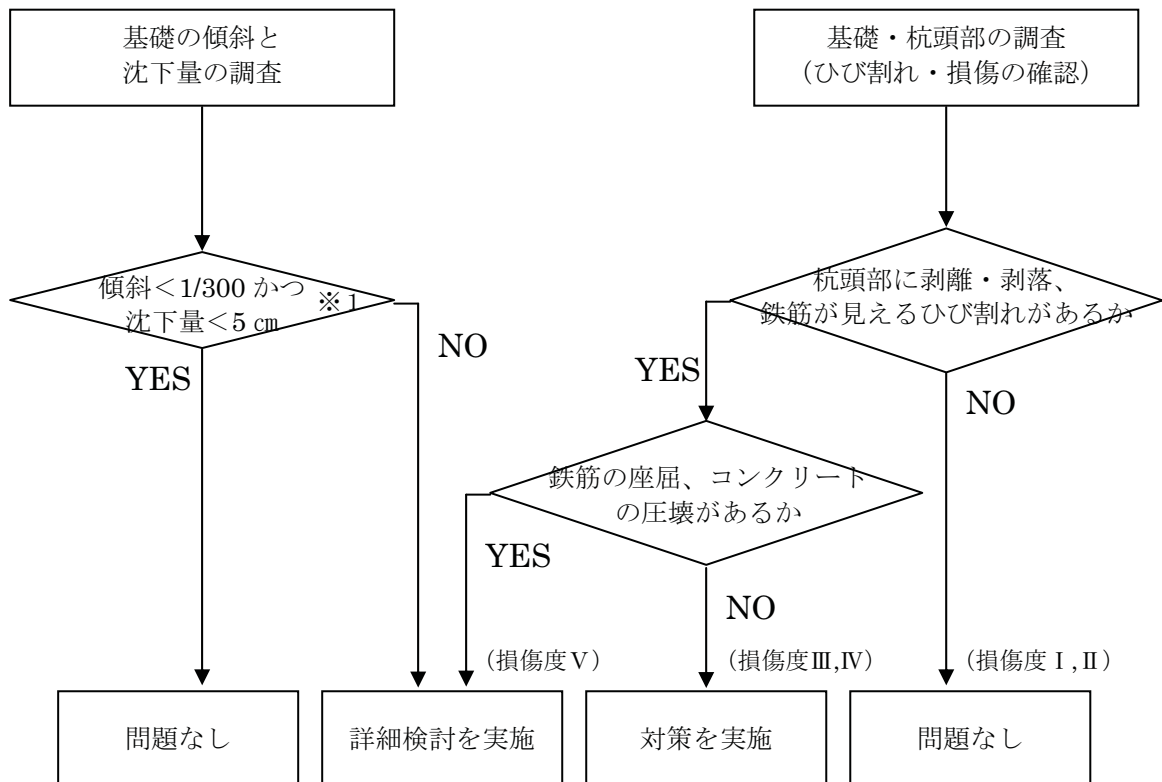 基礎の傾斜と
沈下量の調査
基礎・杭頭部の調査
（ひび割れ・損傷の確認）
傾斜＜1/300 かつ
沈下量＜5 ㎝
※1
杭頭部に剥離・剥落、
鉄筋が見えるひび割れがあるか
NO
YES
YES
NO
鉄筋の座屈、コンクリート
の圧壊があるか
YES
NO
（損傷度Ⅴ）
（損傷度Ⅲ,Ⅳ）
（損傷度Ⅰ,Ⅱ）
問題なし
詳細検討を実施
対策を実施
問題なし